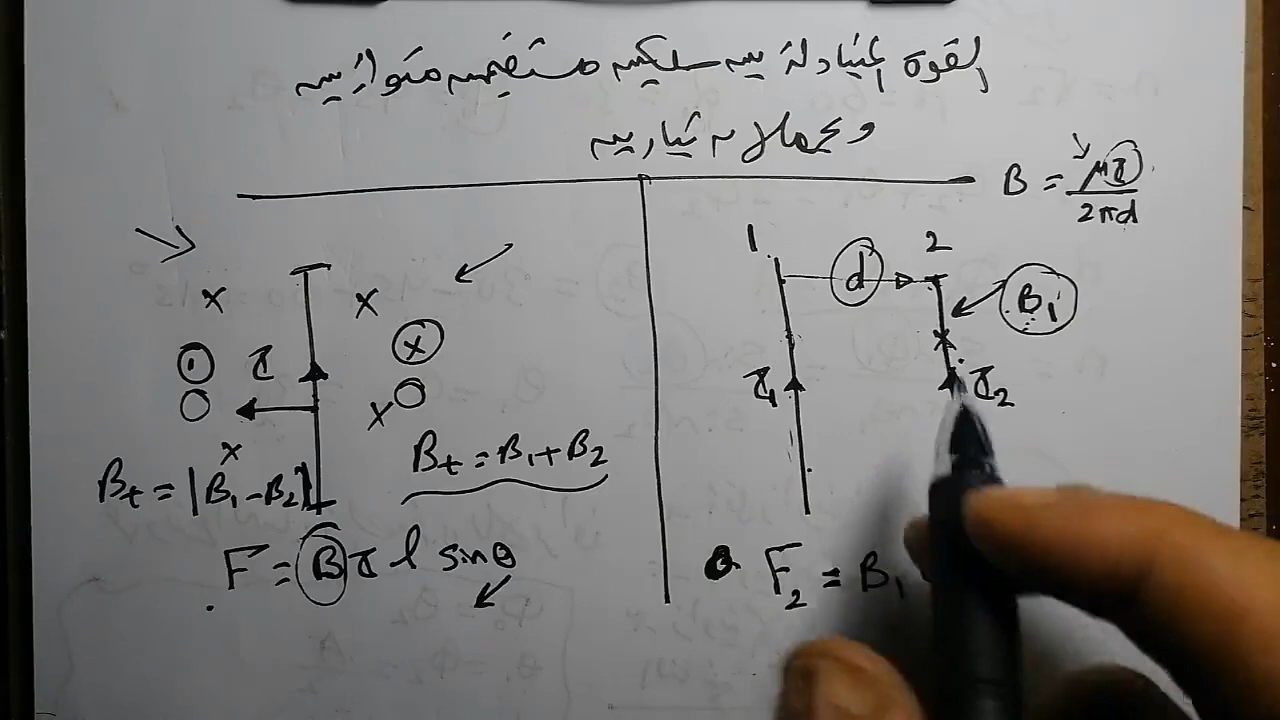 القوة المتبادلة بين سلكين مستقيمين متوازيين
ويحملان تيارين
B = μI / 2πd
1 d 2
B₁
I
I₁ I₂
Bt = B₁ + B₂
Bt = |B₁ - B₂|
F = B I l sinθ
F₂ = B₁